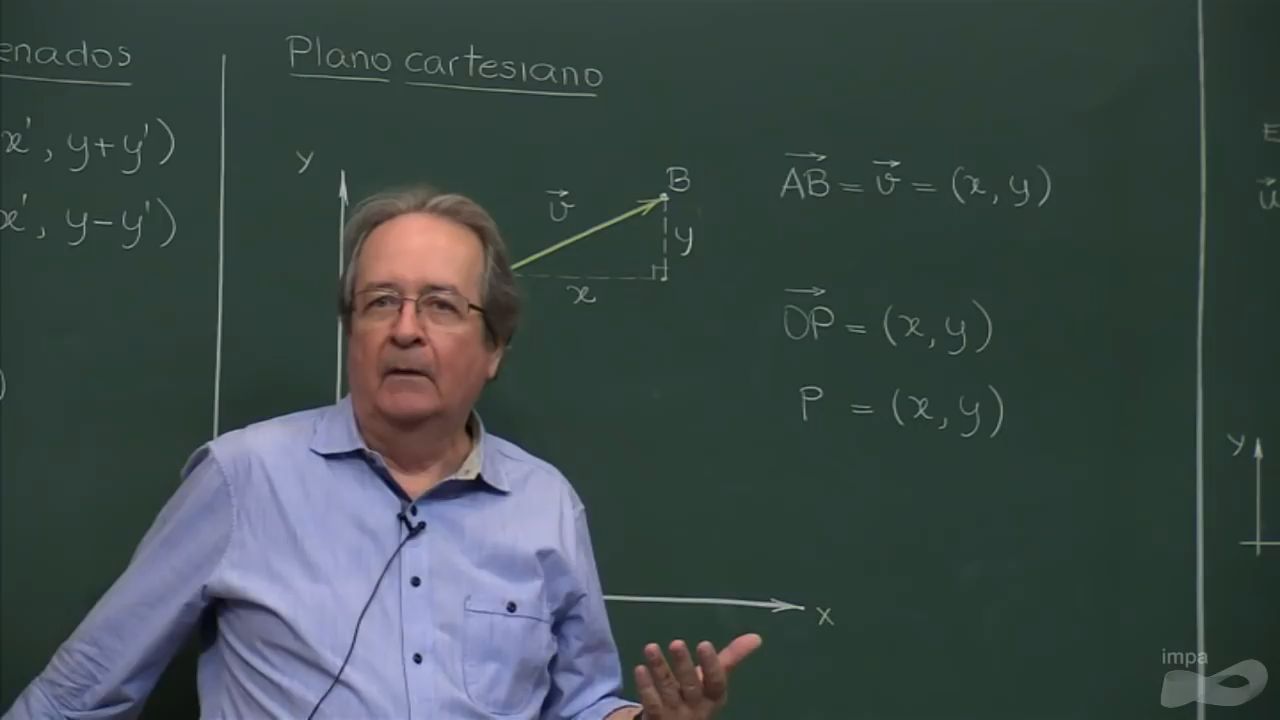 enados
x', y+y')
x', y-y')
)
Plano cartesiano
Y
v⃗
B
y
x
X
AB⃗ = v⃗ = (x, y)
OP⃗ = (x, y)
P = (x, y)
E
u⃗
Y
impa